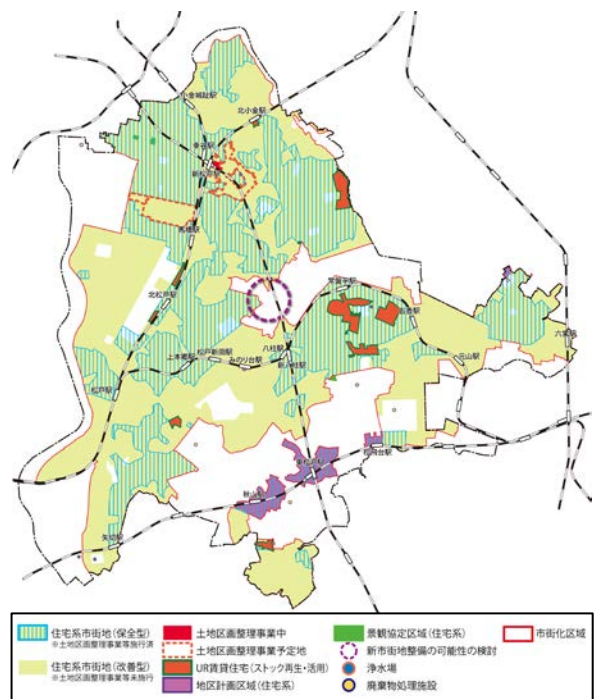 小金城趾駅
北小金駅
幸谷駅
新松戸駅
馬橋駅
北松戸駅
常盤平駅
五香駅
六実駅
八柱駅
松戸新田駅
上本郷駅
みのり台駅
新八柱駅
元山駅
松戸駅
松飛台駅
東松戸駅
秋山駅
矢切駅
住宅系市街地(保全型)
※土地区画整理事業等施行済
住宅系市街地(改善型)
※土地区画整理事業等未施行
土地区画整理事業中
土地区画整理事業予定地
UR賃貸住宅(ストック再生・活用)
地区計画区域(住宅系)
景観協定区域(住宅系)
新市街地整備の可能性の検討
浄水場
廃棄物処理施設
市街化区域